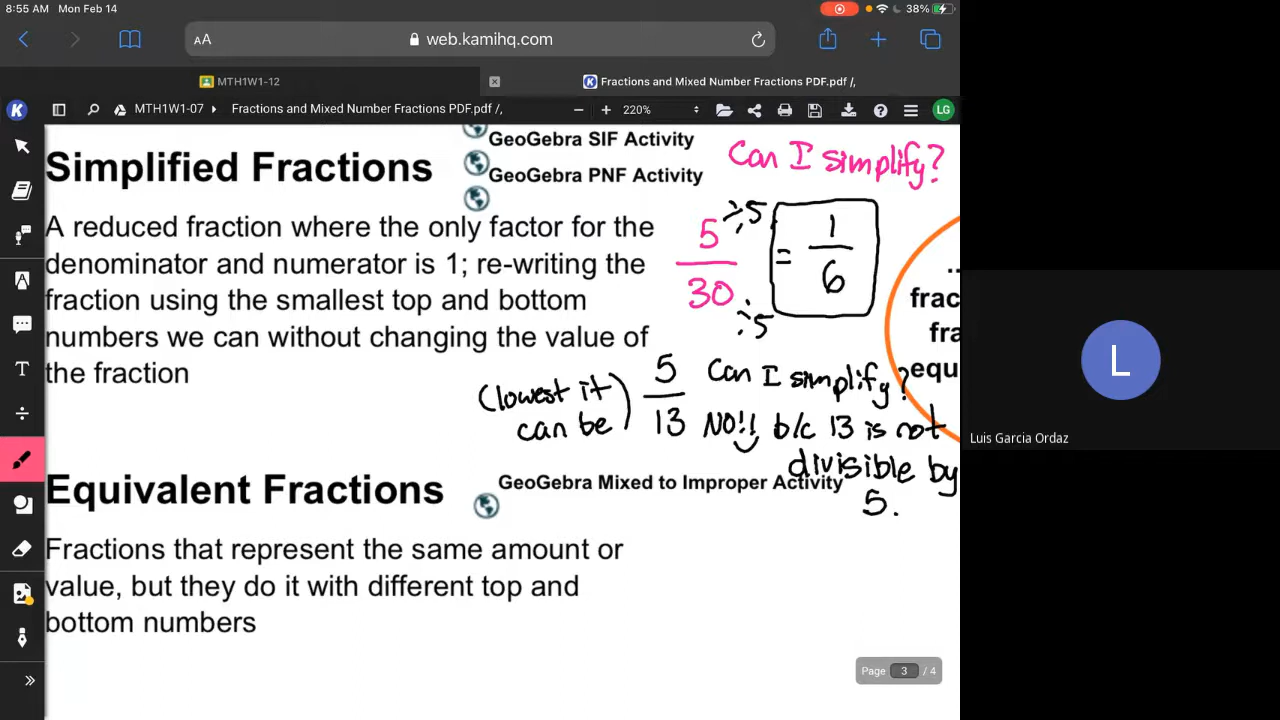 8:55 AM Mon Feb 14
38%
AA
web.kamihq.com
MTH1W1-12
Fractions and Mixed Number Fractions PDF.pdf /,
MTH1W1-07
Fractions and Mixed Number Fractions PDF.pdf /,
220%
LG
GeoGebra SIF Activity
Can I simplify?
Simplified Fractions
GeoGebra PNF Activity
A reduced fraction where the only factor for the
denominator and numerator is 1; re-writing the
fraction using the smallest top and bottom
numbers we can without changing the value of
the fraction
5 ÷5
30 ÷5
= 1
6
...
frac
fra
equ
(lowest it
can be)
5
13
Can I simplify?
NO!! b/c 13 is not
divisible by
5.
Equivalent Fractions
GeoGebra Mixed to Improper Activity
Fractions that represent the same amount or
value, but they do it with different top and
bottom numbers
Page 3 / 4
L
Luis Garcia Ordaz